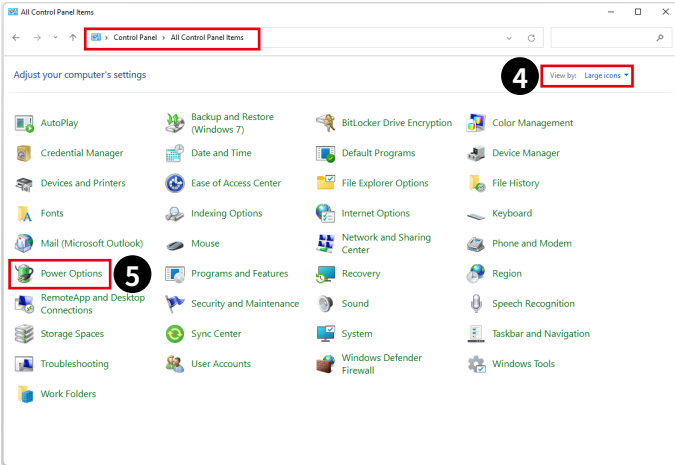 All Control Panel Items
Control Panel > All Control Panel Items
Adjust your computer's settings
4
View by: Large icons
AutoPlay
Backup and Restore
(Windows 7)
BitLocker Drive Encryption
Color Management
Credential Manager
Date and Time
Default Programs
Device Manager
Devices and Printers
Ease of Access Center
File Explorer Options
File History
Fonts
Indexing Options
Internet Options
Keyboard
Mail (Microsoft Outlook)
Mouse
Network and Sharing
Center
Phone and Modem
Power Options
5
Programs and Features
Recovery
Region
RemoteApp and Desktop
Connections
Security and Maintenance
Sound
Speech Recognition
Storage Spaces
Sync Center
System
Taskbar and Navigation
Troubleshooting
User Accounts
Windows Defender
Firewall
Windows Tools
Work Folders